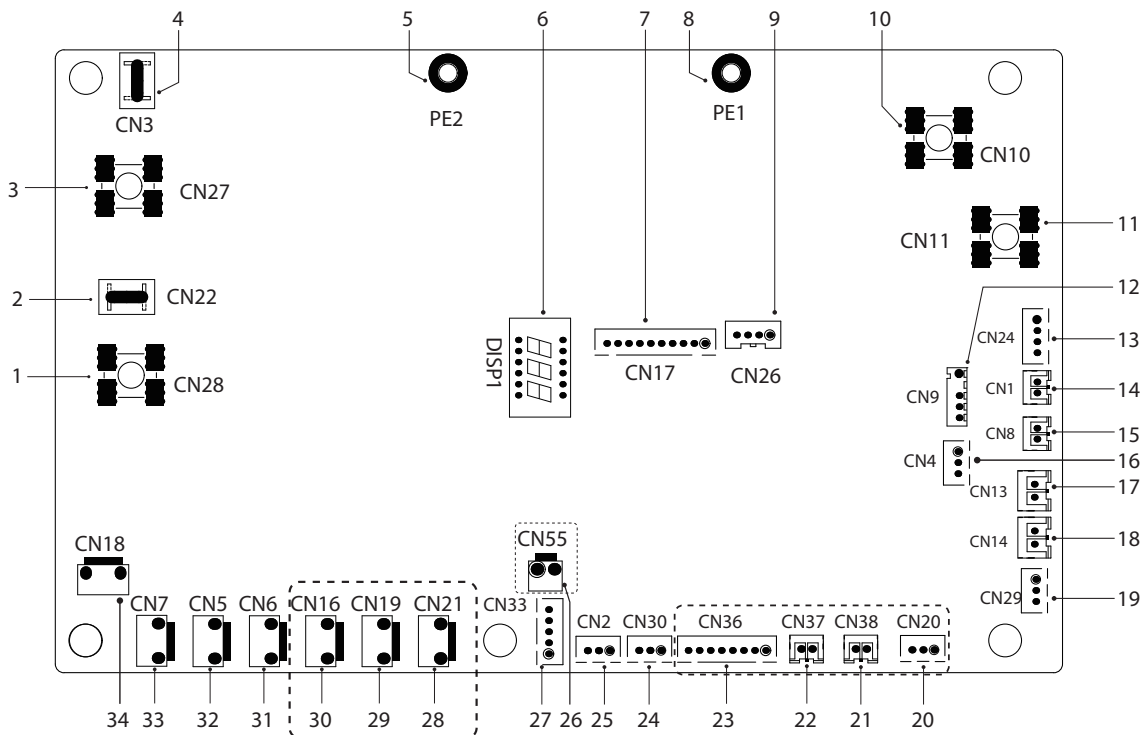 4 5 6 7 8 9 10
CN3
PE2
PE1
CN10
3 CN27
CN11 11
2 CN22
12
DISP1
CN17
CN26
CN24 13
1 CN28
CN9 CN1 14
CN8 15
CN4 16
CN13 17
CN14 18
CN29 19
CN18
CN55
CN7 CN5 CN6 CN16 CN19 CN21 CN33 CN2 CN30 CN36 CN37 CN38 CN20
34 33 32 31 30 29 28 27 26 25 24 23 22 21 20